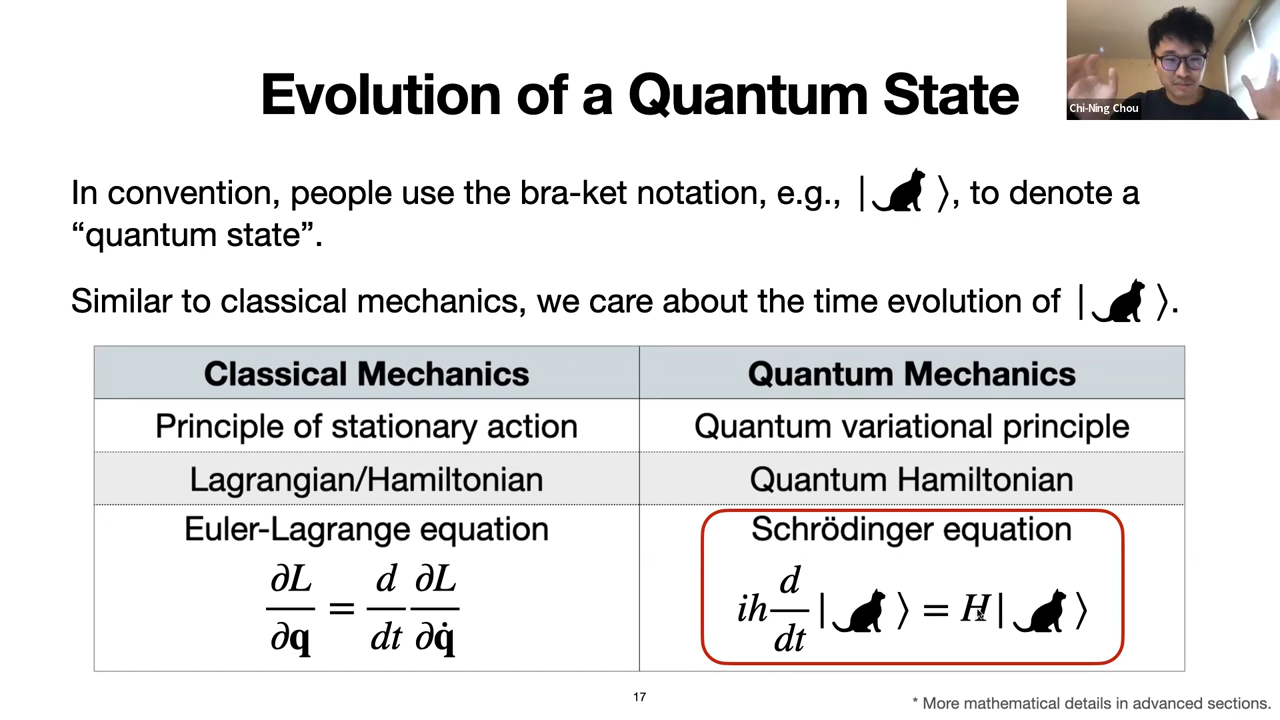 Evolution of a Quantum State
Chi-Ning Chou
In convention, people use the bra-ket notation, e.g., | ⟩, to denote a
“quantum state”.
Similar to classical mechanics, we care about the time evolution of | ⟩.
Classical Mechanics
Quantum Mechanics
Principle of stationary action
Quantum variational principle
Lagrangian/Hamiltonian
Quantum Hamiltonian
Euler-Lagrange equation
Schrödinger equation
∂L/∂q = d/dt ∂L/∂q̇
ih d/dt | ⟩ = H | ⟩
17
* More mathematical details in advanced sections.